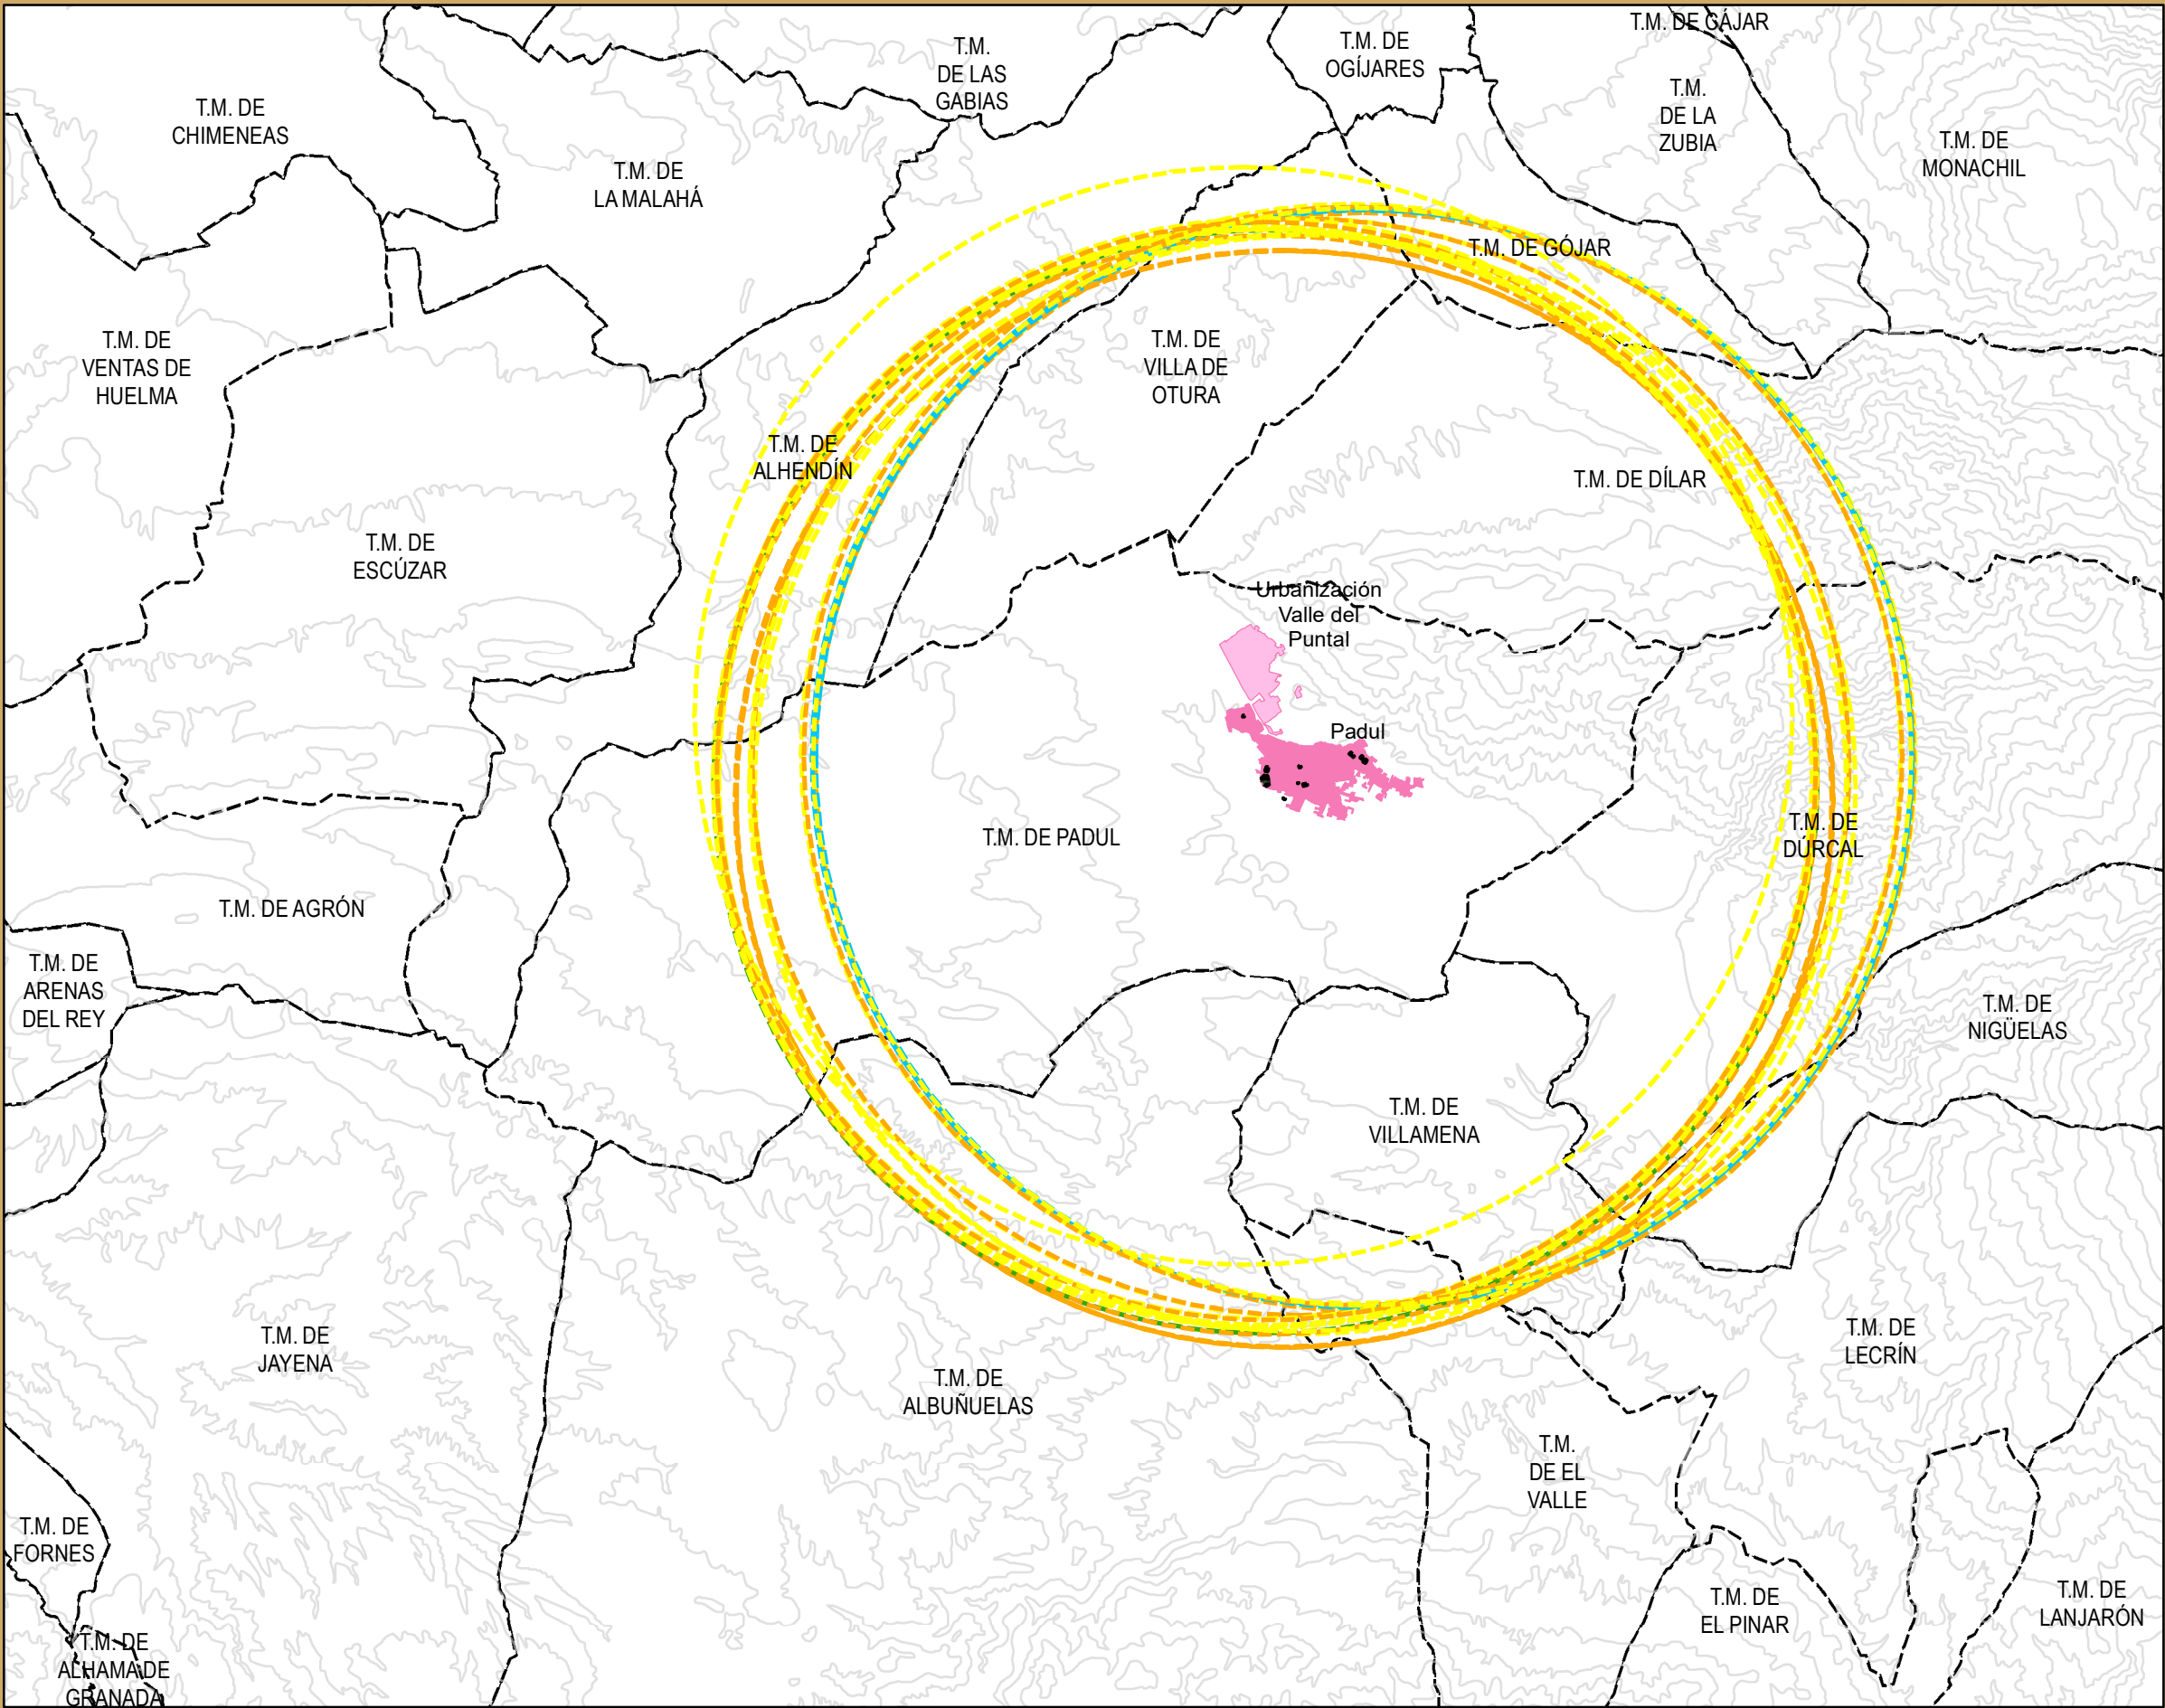 T.M. DE GÁJAR
T.M. DE
OGÍJARES
T.M.
DE LAS
GABIAS
T.M.
DE LA
ZUBIA
T.M. DE
CHIMENEAS
T.M. DE
MONACHIL
T.M. DE
LA MALAHÁ
T.M. DE GÓJAR
T.M. DE
VENTAS DE
HUELMA
T.M. DE
VILLA DE
OTURA
T.M. DE
ALHENDÍN
T.M. DE DÍLAR
T.M. DE
ESCÚZAR
Urbanización
Valle del
Puntal
Padul
T.M. DE PADUL
T.M. DE
DÚRCAL
T.M. DE AGRÓN
T.M. DE
ARENAS
DEL REY
T.M. DE
NIGÜELAS
T.M. DE
VILLAMENA
T.M. DE
JAYENA
T.M. DE
LECRÍN
T.M. DE
ALBUÑUELAS
T.M.
DE EL
VALLE
T.M. DE
FORNES
T.M. DE
EL PINAR
T.M. DE
LANJARÓN
T.M. DE
ALHAMA DE
GRANADA